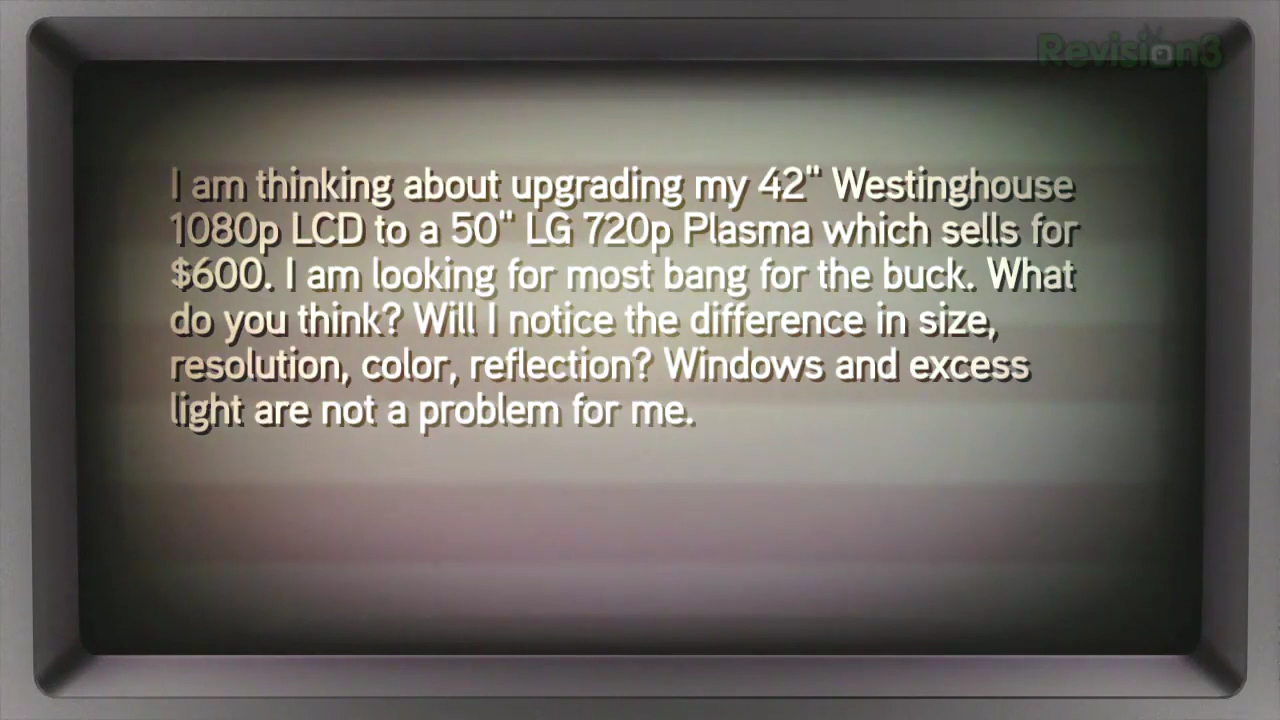 Revision3
I am thinking about upgrading my 42" Westinghouse
1080p LCD to a 50" LG 720p Plasma which sells for
$600. I am looking for most bang for the buck. What
do you think? Will I notice the difference in size,
resolution, color, reflection? Windows and excess
light are not a problem for me.